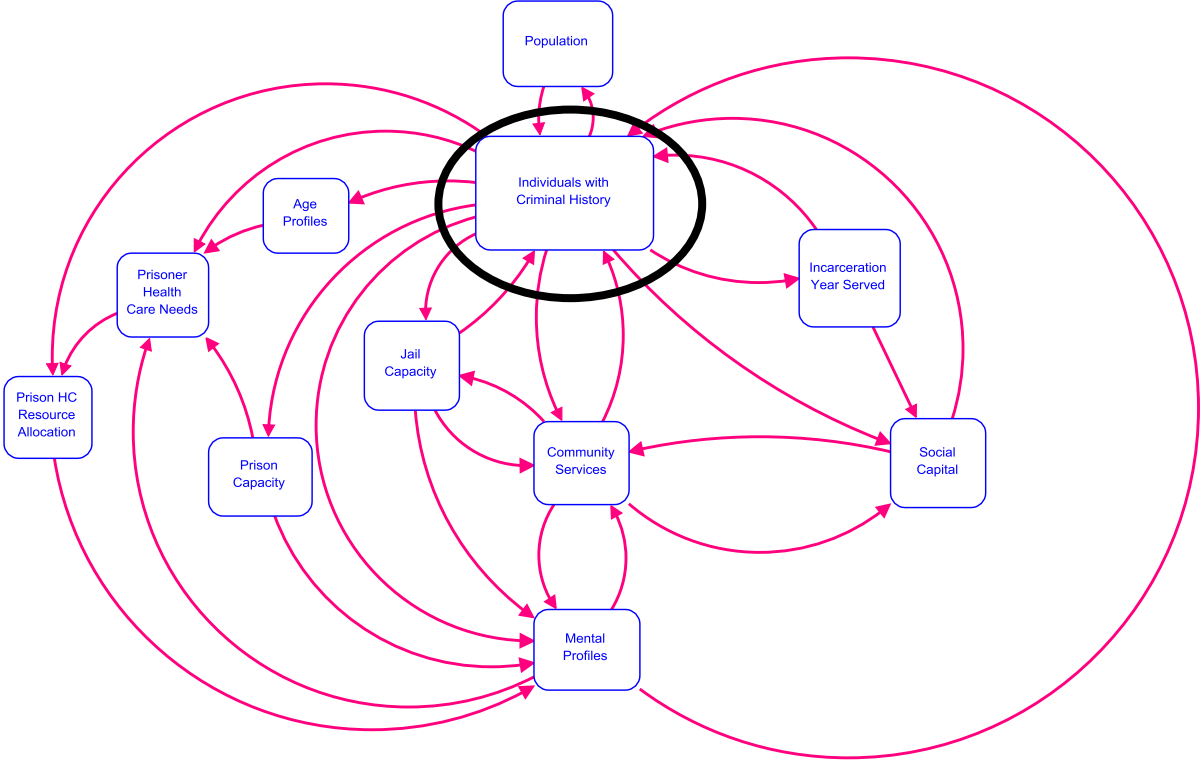 Population
Individuals with
Criminal History
Age
Profiles
Incarceration
Year Served
Prisoner
Health
Care Needs
Jail
Capacity
Prison HC
Resource
Allocation
Prison
Capacity
Community
Services
Social
Capital
Mental
Profiles